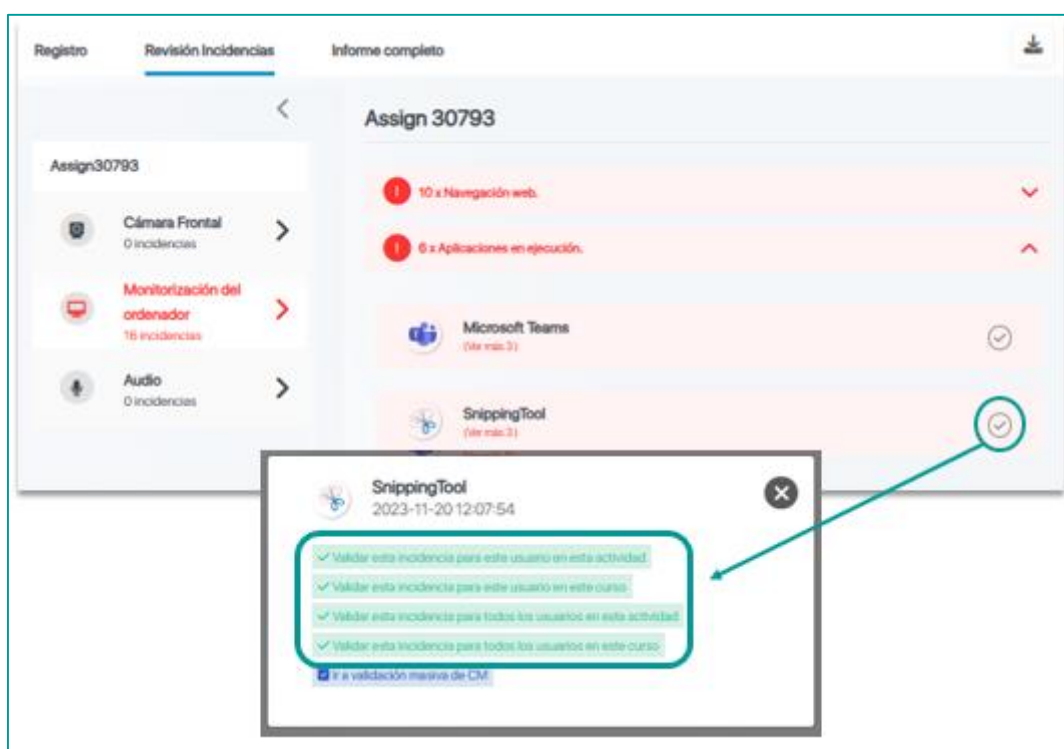 Registro
Revisión Incidencias
Informe completo
Assign30793
Cámara Frontal
0 incidencias
Monitorización del
ordenador
16 incidencias
Audio
0 incidencias
Assign 30793
10 x Navegación web.
6 x Aplicaciones en ejecución.
Microsoft Teams
(Ver más 3)
SnippingTool
(Ver más 3)
SnippingTool
2023-11-20 12:07:54
Validar esta incidencia para este usuario en esta actividad
Validar esta incidencia para este usuario en este curso
Validar esta incidencia para todos los usuarios en esta actividad
Validar esta incidencia para todos los usuarios en este curso
Ir a validación masiva de CM